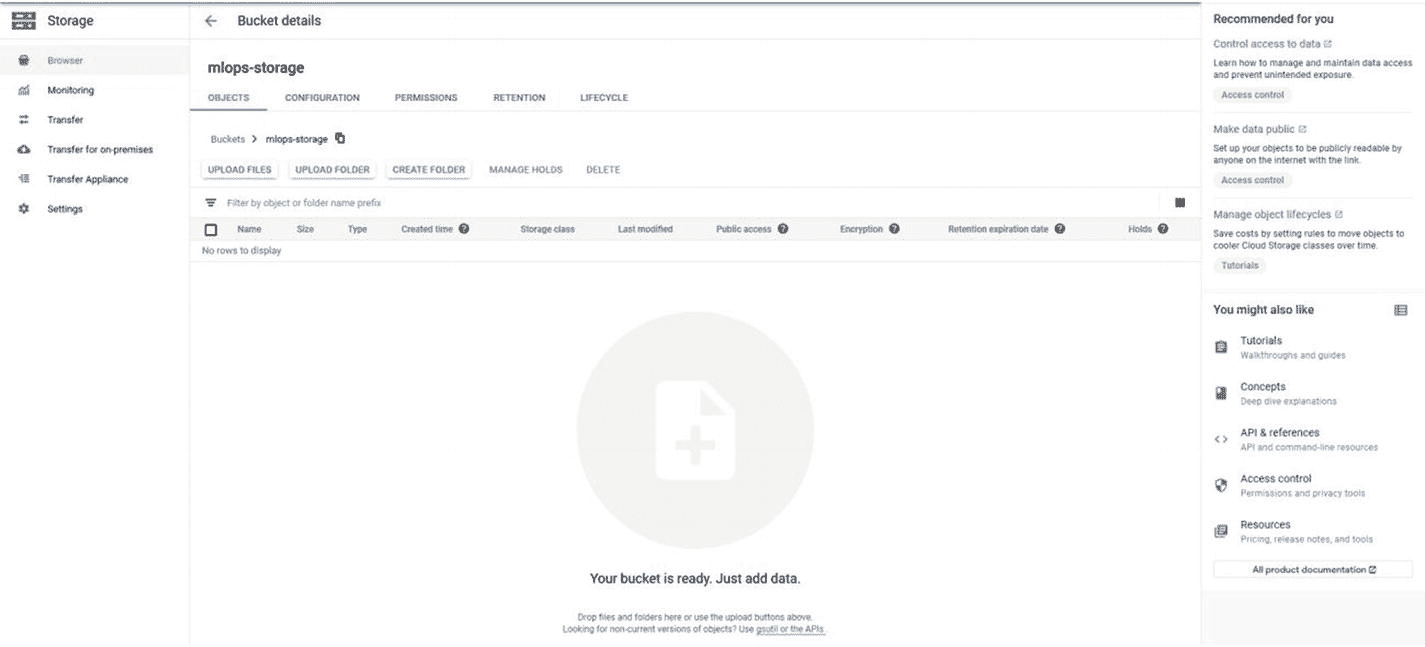 Storage
Browser
Monitoring
Transfer
Transfer for on-premises
Transfer Appliance
Settings
Bucket details
mlops-storage
OBJECTS CONFIGURATION PERMISSIONS RETENTION LIFECYCLE
Buckets > mlops-storage
UPLOAD FILES UPLOAD FOLDER CREATE FOLDER MANAGE HOLDS DELETE
Filter by object or folder name prefix
Name Size Type Created time ? Storage class Last modified Public access ? Encryption ? Retention expiration date ? Holds ?
No rows to display
Your bucket is ready. Just add data.
Drop files and folders here or use the upload buttons above.
Looking for non-current versions of objects? Use gsutil or the APIs.
Recommended for you
Control access to data
Learn how to manage and maintain data access
and prevent unintended exposure.
Access control
Make data public
Set up your objects to be publicly readable by
anyone on the internet with the link.
Access control
Manage object lifecycles
Save costs by setting rules to move objects to
cooler Cloud Storage classes over time.
Tutorials
You might also like
Tutorials
Walkthroughs and guides
Concepts
Deep dive explanations
API & references
API and command-line resources
Access control
Permissions and privacy tools
Resources
Pricing, release notes, and tools
All product documentation